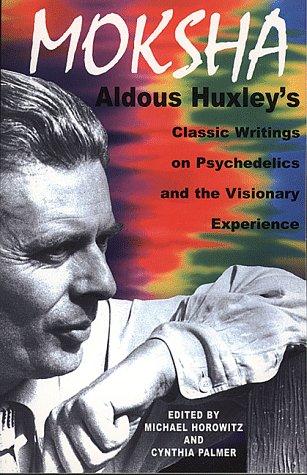 MOKSHA
Aldous Huxley's
Classic Writings
on Psychedelics
and the Visionary
Experience
EDITED BY
MICHAEL HOROWITZ
AND
CYNTHIA PALMER